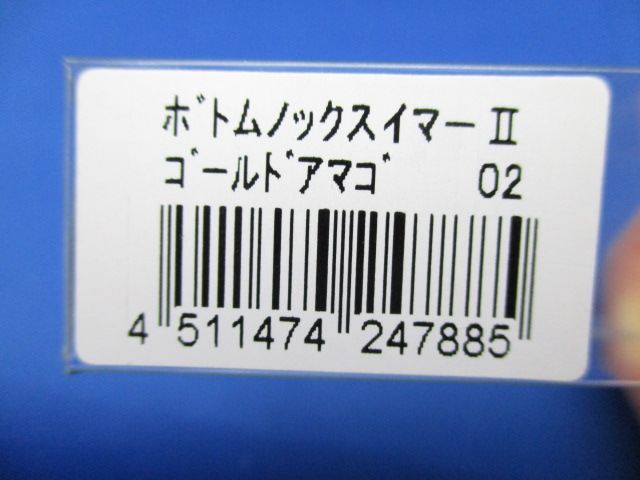 ﾎﾞﾄﾑﾉｯｸｽｲﾏｰⅡ
ｺﾞｰﾙﾄﾞｱﾏｺﾞ 02
4 511474 247885